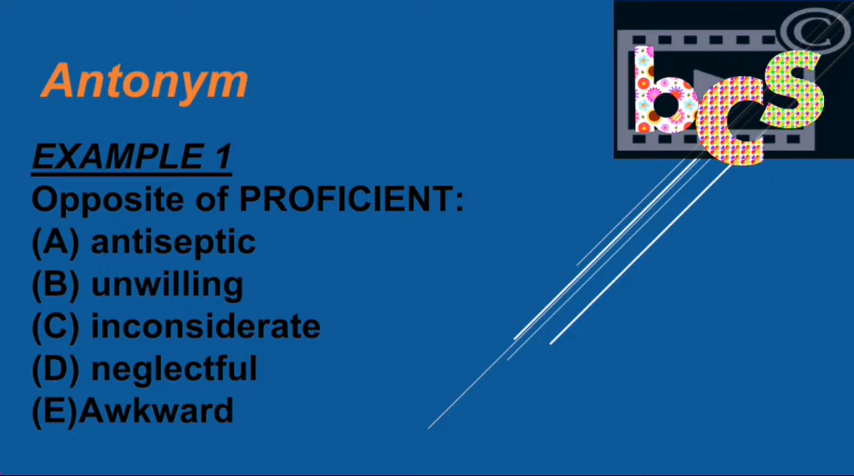 bcs
©
Antonym
EXAMPLE 1
Opposite of PROFICIENT:
(A) antiseptic
(B) unwilling
(C) inconsiderate
(D) neglectful
(E)Awkward